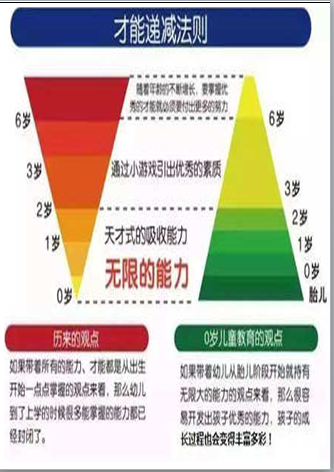 才能递减法则
随着年龄的不断增长，要掌握优
秀的才能就必须要付出更多的努力
6岁
6岁
通过小游戏引出优秀的素质
3岁
3岁
2岁
2岁
天才式的吸收能力
1岁
1岁
无限的能力
0岁
0岁
胎儿
历来的观点
如果带着所有的能力、才能都是从出生
开始一点点掌握的观点来看，那么幼儿
到了上学的时候很多能掌握的能力都已
经封闭了。
0岁儿童教育的观点
如果带着幼儿从胎儿阶段开始就持有
无限大的能力的观点来看，那么很容
易开发出孩子优秀的能力，孩子的成
长过程也会变得丰富多彩！